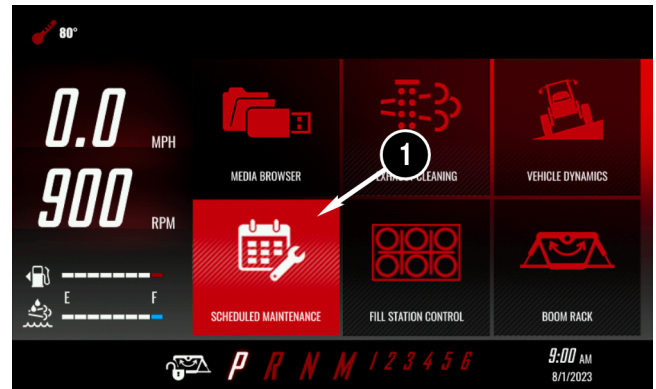 80°
0.0 MPH
900 RPM
E F
MEDIA BROWSER
EXHAUST CLEANING
VEHICLE DYNAMICS
1
SCHEDULED MAINTENANCE
FILL STATION CONTROL
BOOM RACK
P R N M 1 2 3 4 5 6
9:00 AM
8/1/2023